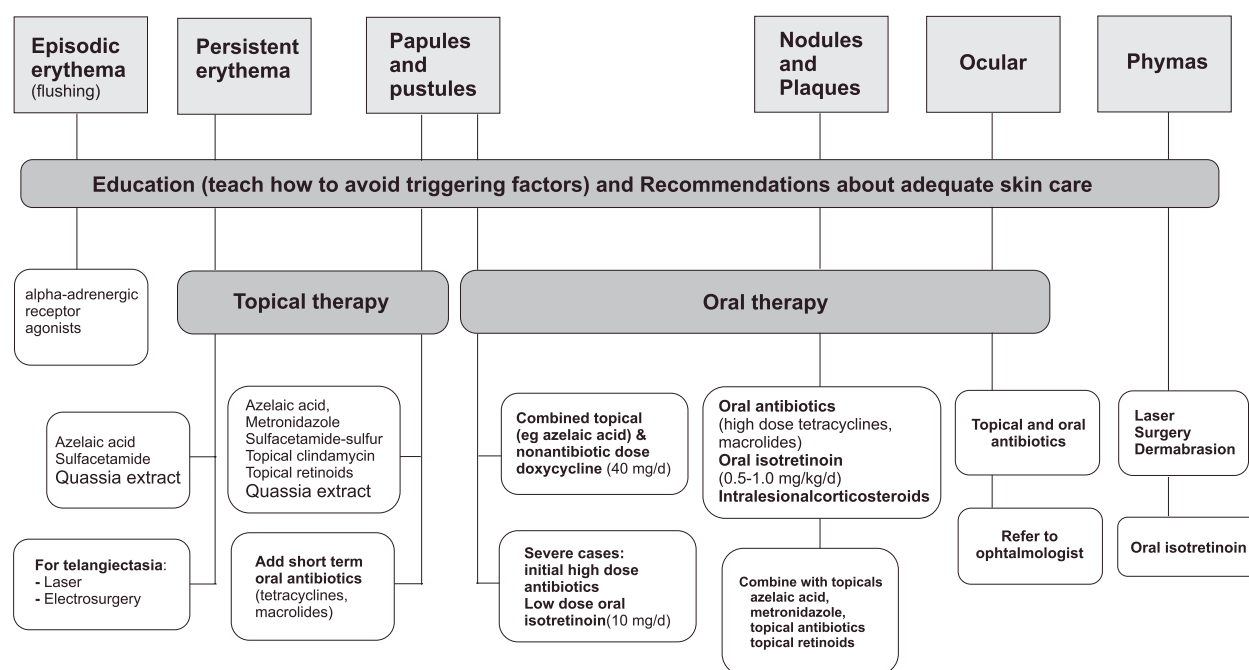 Episodic
erythema
(flushing)
Persistent
erythema
Papules
and
pustules
Nodules
and
Plaques
Ocular
Phymas
Education (teach how to avoid triggering factors) and Recommendations about adequate skin care
alpha-adrenergic
receptor
agonists
Topical therapy
Oral therapy
Azelaic acid
Sulfacetamide
Quassia extract
Azelaic acid,
Metronidazole
Sulfacetamide-sulfur
Topical clindamycin
Topical retinoids
Quassia extract
Combined topical
(eg azelaic acid) &
nonantibiotic dose
doxycycline (40 mg/d)
Oral antibiotics
(high dose tetracyclines,
macrolides)
Oral isotretinoin
(0.5-1.0 mg/kg/d)
Intralesionalcorticosteroids
Topical and oral
antibiotics
Laser
Surgery
Dermabrasion
For telangiectasia:
- Laser
- Electrosurgery
Add short term
oral antibiotics
(tetracyclines,
macrolides)
Severe cases:
initial high dose
antibiotics
Low dose oral
isotretinoin(10 mg/d)
Combine with topicals
azelaic acid,
metronidazole,
topical antibiotics
topical retinoids
Refer to
ophtalmologist
Oral isotretinoin